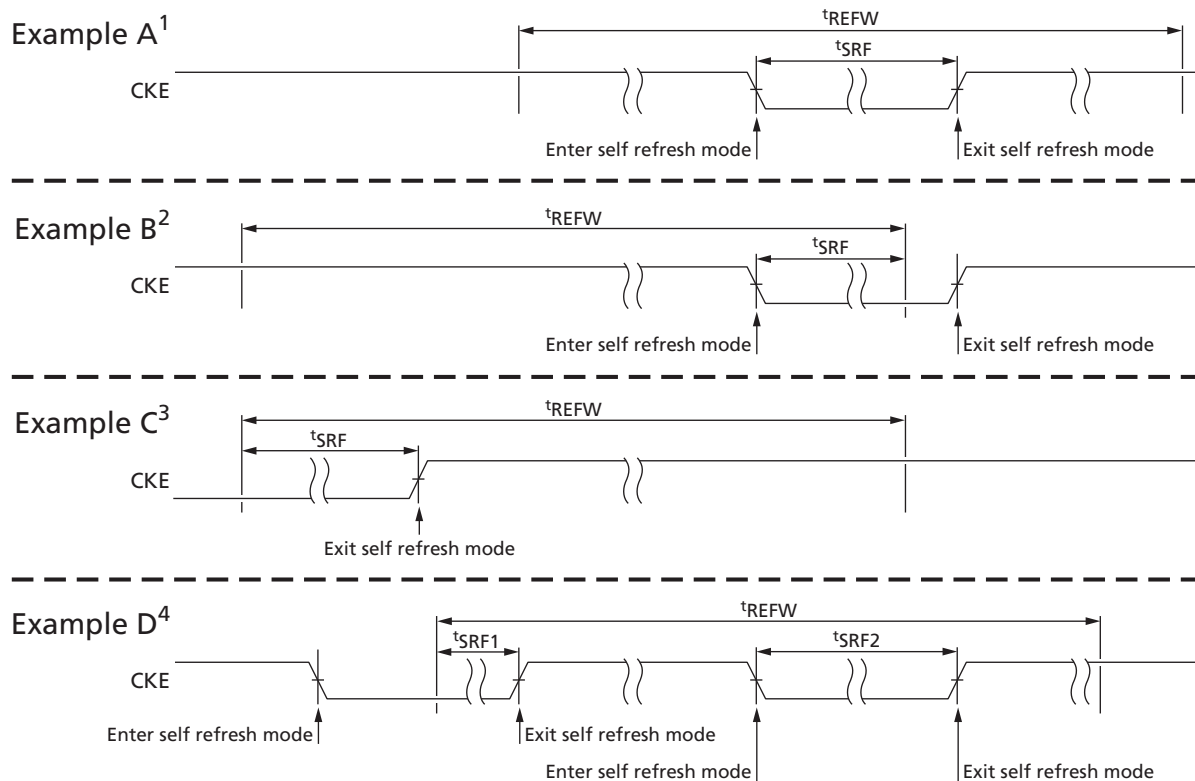 Example A¹
tREFW
tSRF
CKE
Enter self refresh mode
Exit self refresh mode
Example B²
tREFW
tSRF
CKE
Enter self refresh mode
Exit self refresh mode
Example C³
tREFW
tSRF
CKE
Exit self refresh mode
Example D⁴
tREFW
tSRF1
tSRF2
CKE
Enter self refresh mode
Exit self refresh mode
Enter self refresh mode
Exit self refresh mode